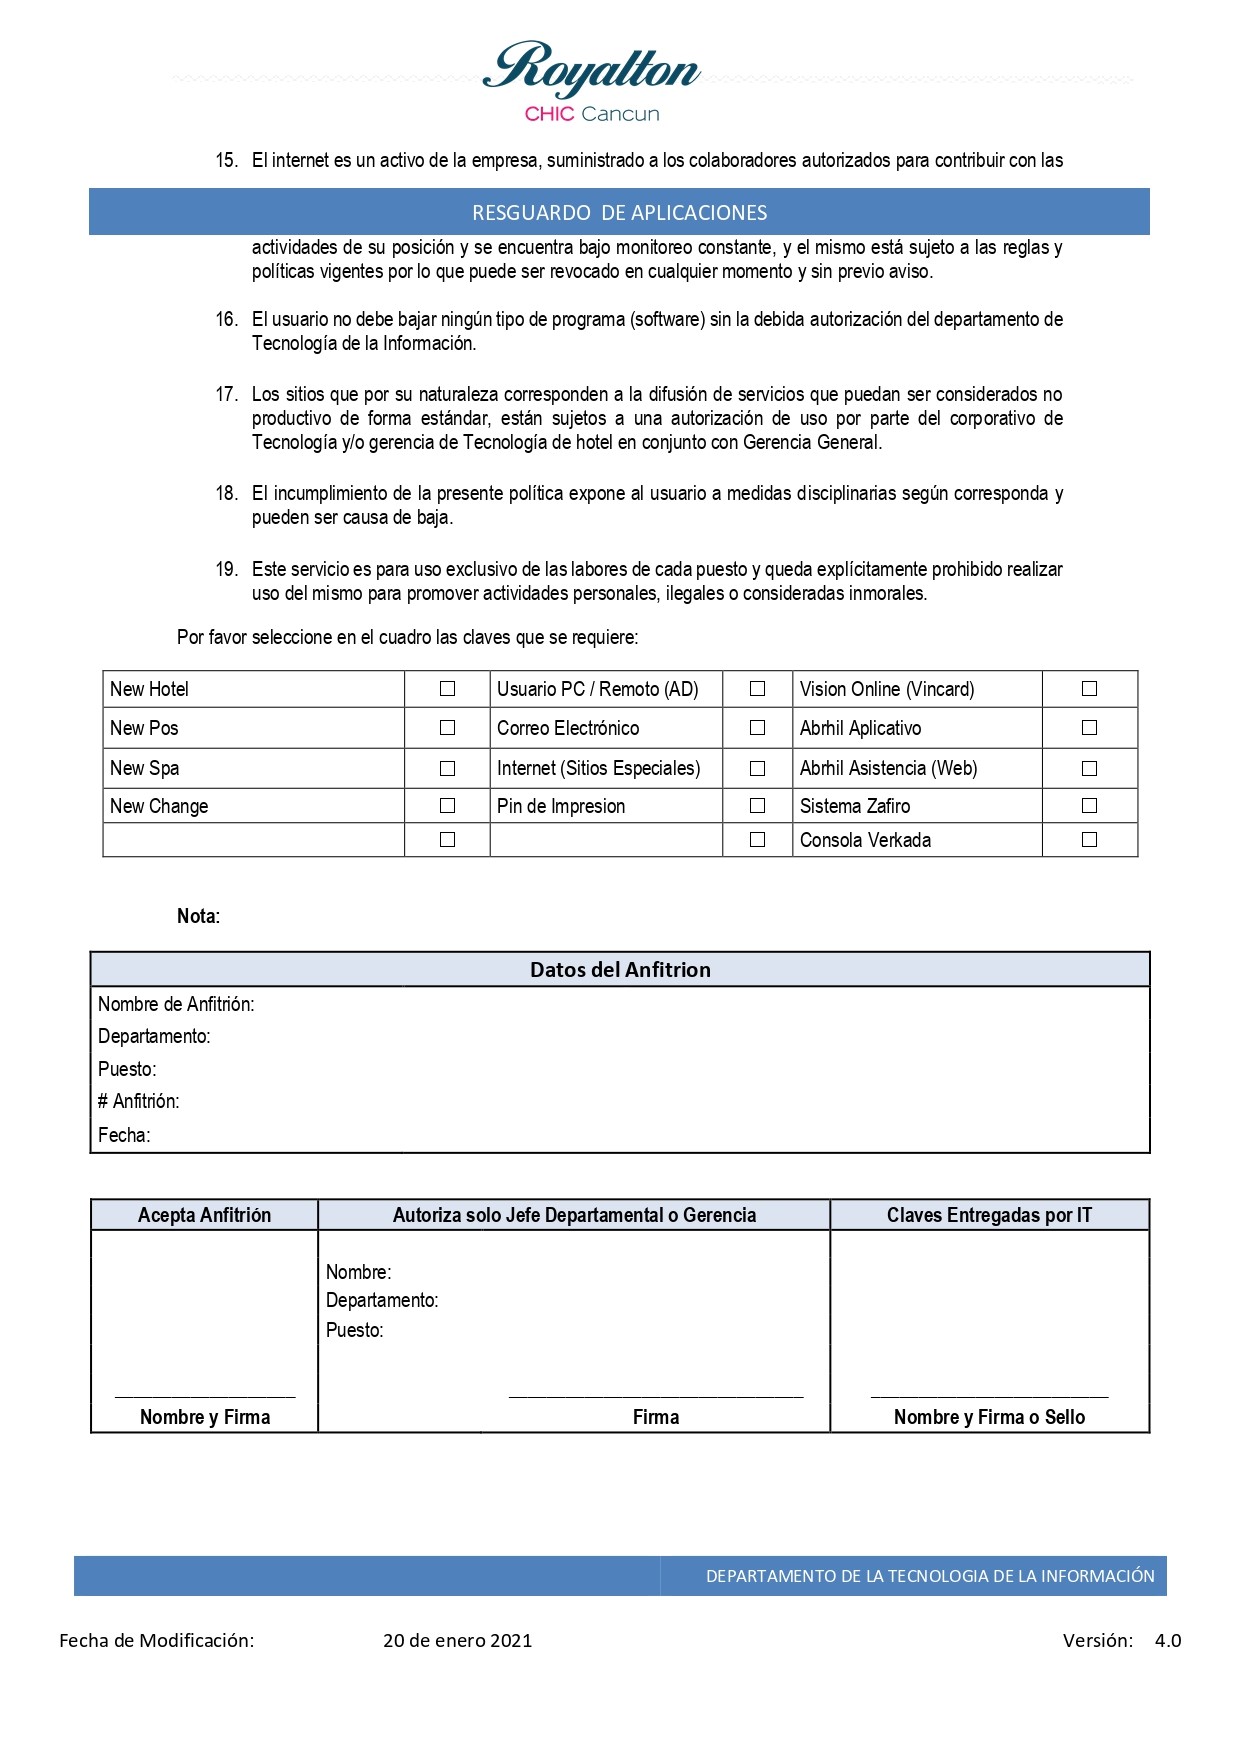 Royalton
CHIC Cancun
15. El internet es un activo de la empresa, suministrado a los colaboradores autorizados para contribuir con las
RESGUARDO DE APLICACIONES
actividades de su posición y se encuentra bajo monitoreo constante, y el mismo está sujeto a las reglas y
políticas vigentes por lo que puede ser revocado en cualquier momento y sin previo aviso.
16. El usuario no debe bajar ningún tipo de programa (software) sin la debida autorización del departamento de
Tecnología de la Información.
17. Los sitios que por su naturaleza corresponden a la difusión de servicios que puedan ser considerados no
productivo de forma estándar, están sujetos a una autorización de uso por parte del corporativo de
Tecnología y/o gerencia de Tecnología de hotel en conjunto con Gerencia General.
18. El incumplimiento de la presente política expone al usuario a medidas disciplinarias según corresponda y
pueden ser causa de baja.
19. Este servicio es para uso exclusivo de las labores de cada puesto y queda explícitamente prohibido realizar
uso del mismo para promover actividades personales, ilegales o consideradas inmorales.
Por favor seleccione en el cuadro las claves que se requiere:
New Hotel ☐ Usuario PC / Remoto (AD) ☐ Vision Online (Vincard) ☐
New Pos ☐ Correo Electrónico ☐ Abrhil Aplicativo ☐
New Spa ☐ Internet (Sitios Especiales) ☐ Abrhil Asistencia (Web) ☐
New Change ☐ Pin de Impresion ☐ Sistema Zafiro ☐
☐ ☐ Consola Verkada ☐
Nota:
Datos del Anfitrion
Nombre de Anfitrión:
Departamento:
Puesto:
# Anfitrión:
Fecha:
Acepta Anfitrión Autoriza solo Jefe Departamental o Gerencia Claves Entregadas por IT
Nombre:
Departamento:
Puesto:
Nombre y Firma Firma Nombre y Firma o Sello
DEPARTAMENTO DE LA TECNOLOGIA DE LA INFORMACIÓN
Fecha de Modificación: 20 de enero 2021 Versión: 4.0